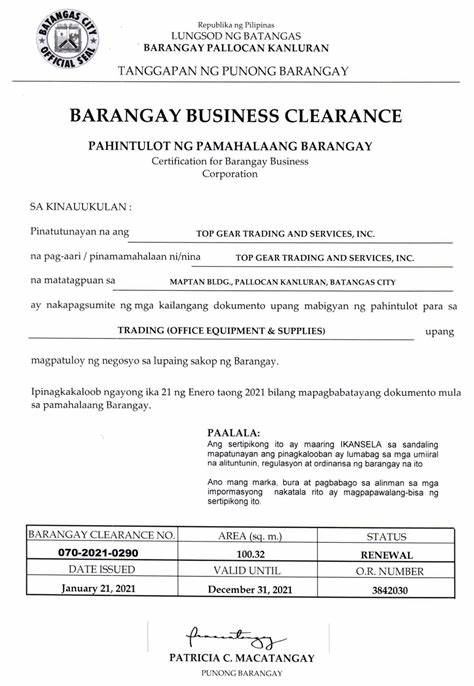 BATANGAS CITY
OFFICIAL SEAL
Republika ng Pilipinas
LUNGSOD NG BATANGAS
BARANGAY PALLOCAN KANLURAN
TANGGAPAN NG PUNONG BARANGAY
BARANGAY BUSINESS CLEARANCE
PAHINTULOT NG PAMAHALAANG BARANGAY
Certification for Barangay Business
Corporation
SA KINAUUKULAN :
Pinatutunayan na ang TOP GEAR TRADING AND SERVICES, INC.
na pag-aari / pinamamahalaan ni/nina TOP GEAR TRADING AND SERVICES, INC.
na matatagpuan sa MAPTAN BLDG., PALLOCAN KANLURAN, BATANGAS CITY
ay nakapagsumite ng mga kailangang dokumento upang mabigyan ng pahintulot para sa
TRADING (OFFICE EQUIPMENT & SUPPLIES) upang
magpatuloy ng negosyo sa lupaing sakop ng Barangay.
Ipinagkakaloob ngayong ika 21 ng Enero taong 2021 bilang mapagbabatayang dokumento mula
sa pamahalaang Barangay.
PAALALA:
Ang sertipikong ito ay maaring IKANSELA sa sandaling
mapatunayan ang pinagkalooban ay lumabag sa mga umiiral
na alituntunin, regulasyon at ordinansa ng barangay na ito
Ano mang marka, bura at pagbabago sa alinman sa mga
impormasyong nakatala rito ay magpapawalang-bisa ng
sertipikong ito.
BARANGAY CLEARANCE NO. AREA (sq. m.) STATUS
070-2021-0290 100.32 RENEWAL
DATE ISSUED VALID UNTIL O.R. NUMBER
January 21, 2021 December 31, 2021 3842030
PATRICIA C. MACATANGAY
PUNONG BARANGAY